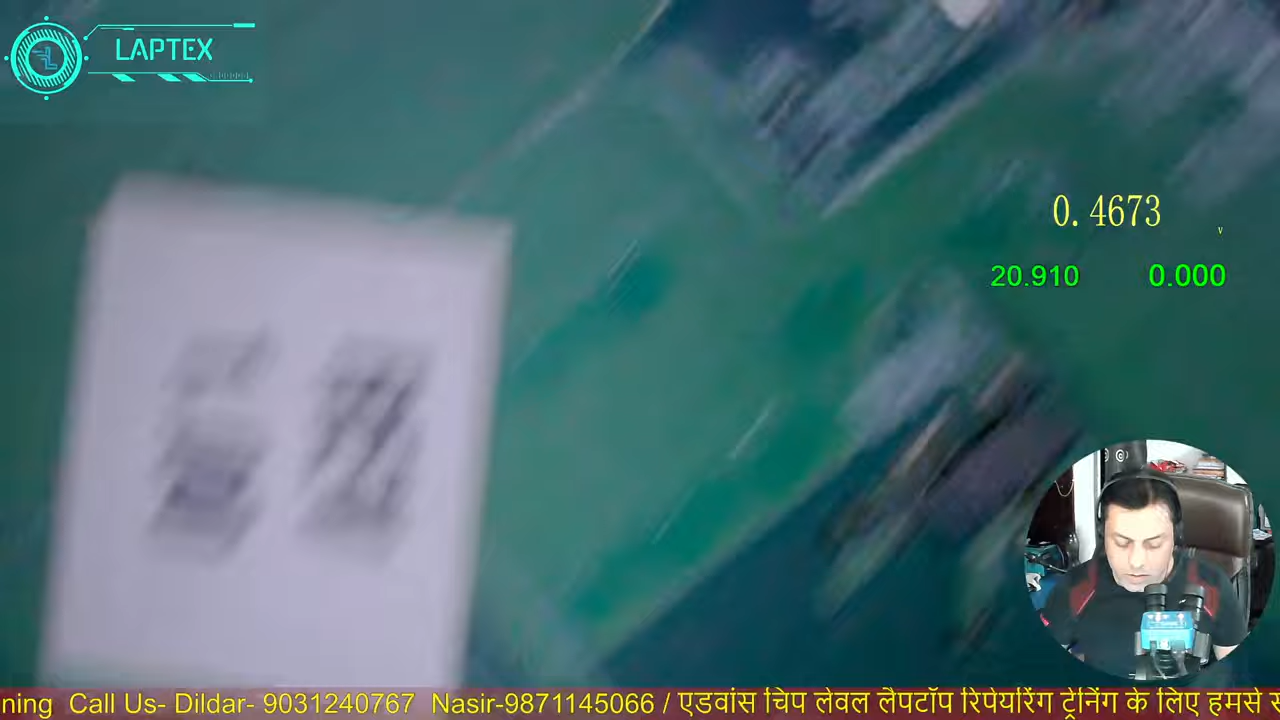 LAPTEX
0.4673
v
20.910 0.000
ning Call Us- Dildar- 9031240767 Nasir-9871145066 / एडवांस चिप लेवल लैपटॉप रिपेयरिंग ट्रेनिंग के लिए हमसे